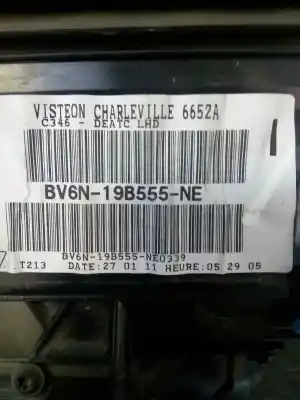 VISTEON CHARLEVILLE 665ZA
C346 - DEATC LHD
BV6N-19B555-NE
BV6N-19B555-NE0339
T213 DATE:27 01 11 HEURE:05 29 05